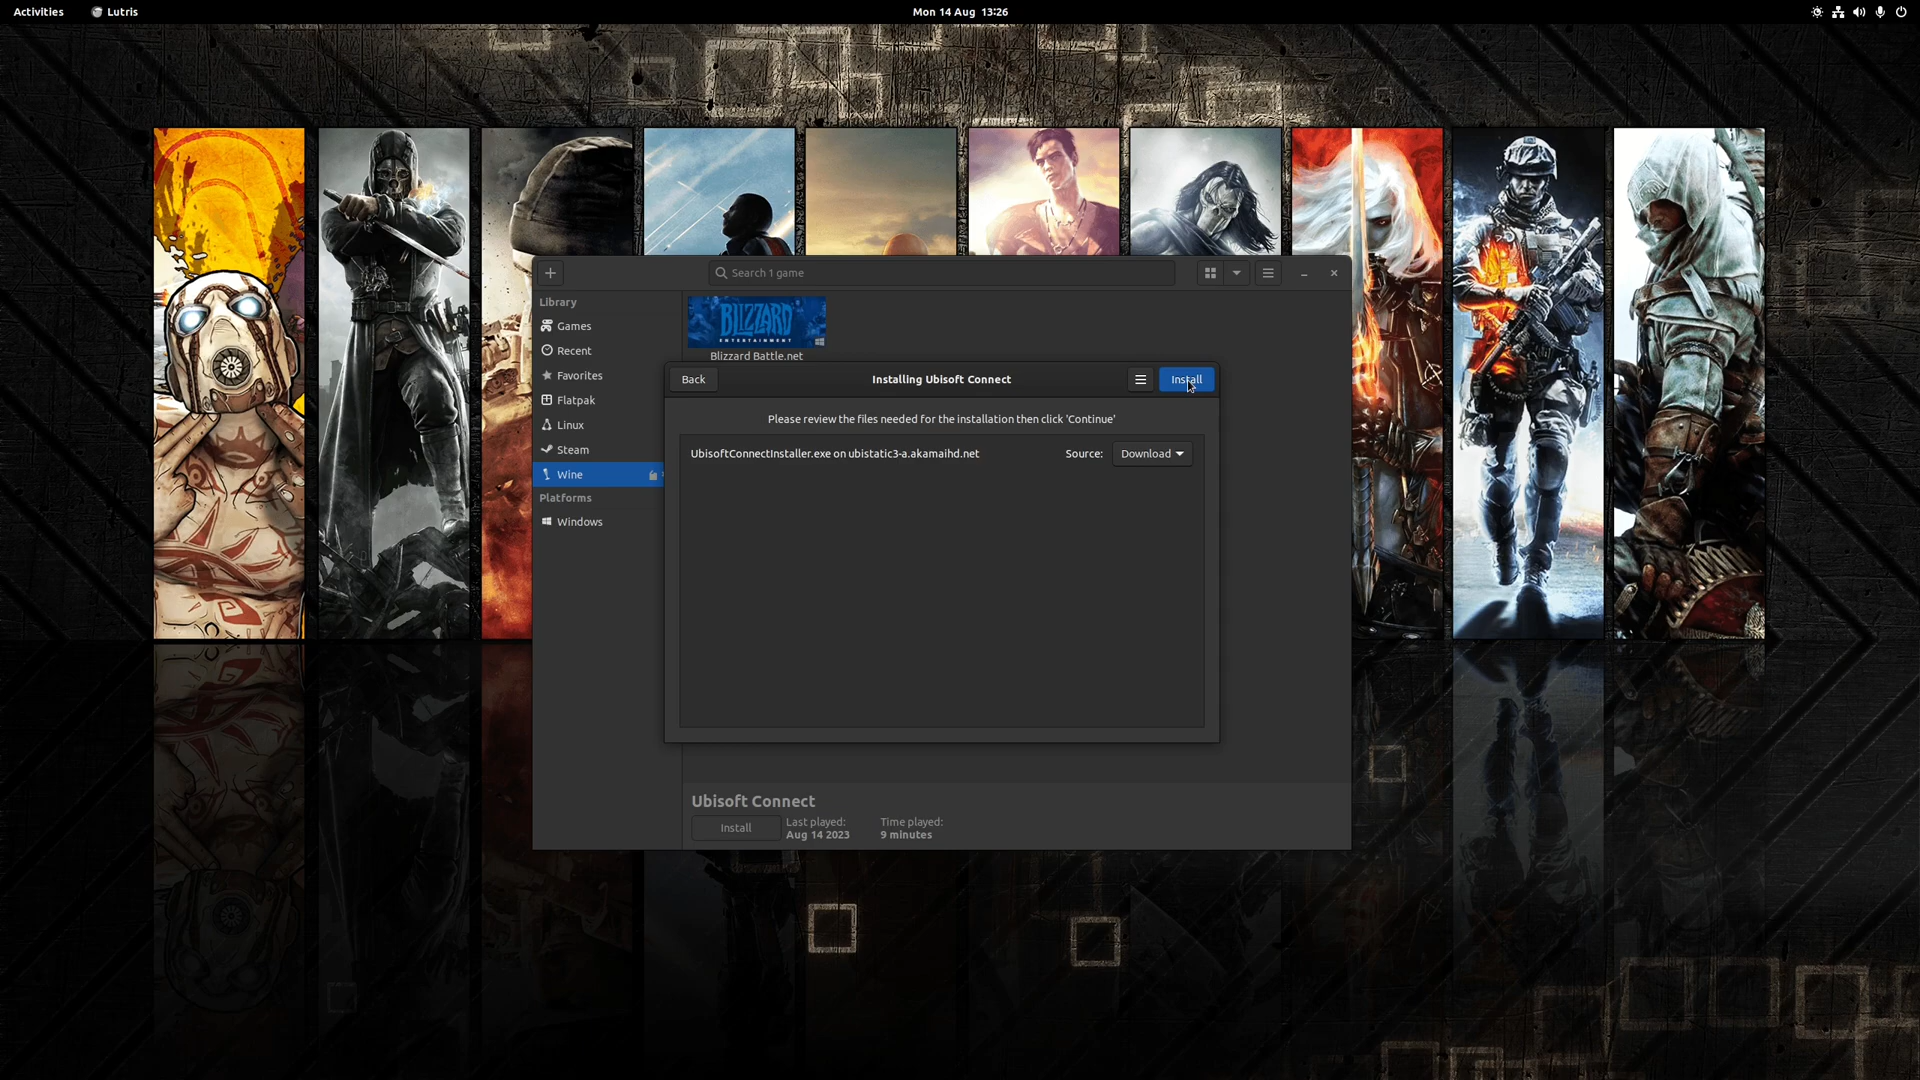 Activities
Lutris
Mon 14 Aug 13:26
Search 1 game
Library
Games
Recent
Favorites
Flatpak
Linux
Steam
Wine
Platforms
Windows
BLIZZARD
ENTERTAINMENT
Blizzard Battle.net
Back
Installing Ubisoft Connect
Install
Please review the files needed for the installation then click 'Continue'
UbisoftConnectInstaller.exe on ubistatic3-a.akamaihd.net
Source:
Download
Ubisoft Connect
Install
Last played:
Aug 14 2023
Time played:
9 minutes